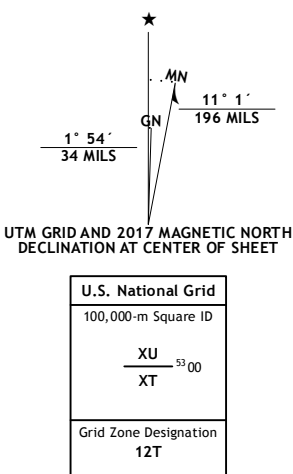 ★
MN
GN
11° 1´
196 MILS
1° 54´
34 MILS
UTM GRID AND 2017 MAGNETIC NORTH
DECLINATION AT CENTER OF SHEET
U.S. National Grid
100,000-m Square ID
XU
5300
XT
Grid Zone Designation
12T